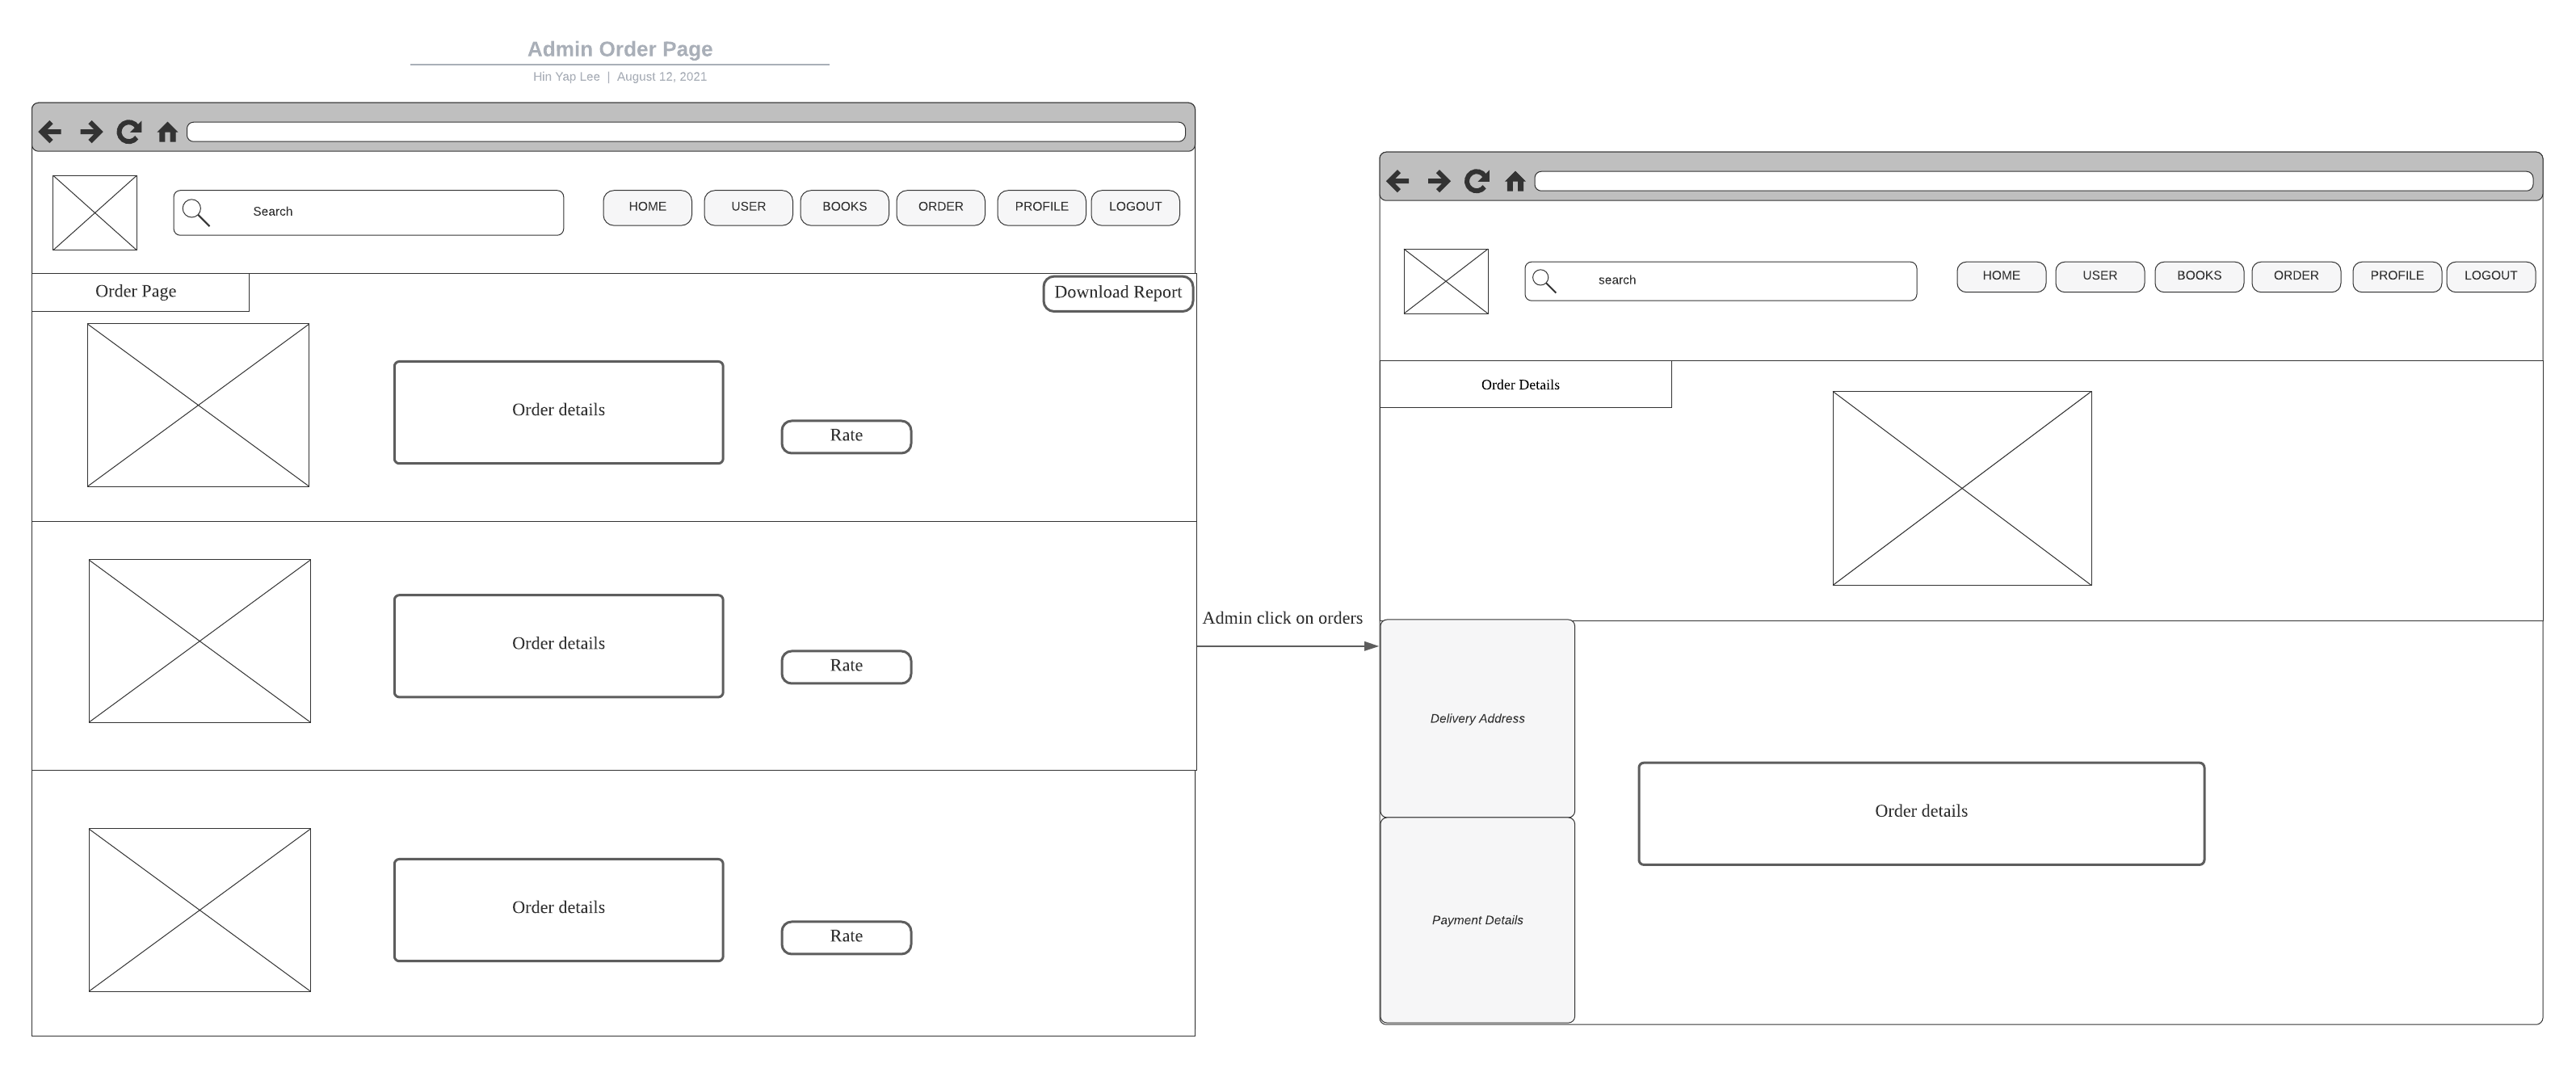 Admin Order Page
Hin Yap Lee | August 12, 2021
Search
HOME USER BOOKS ORDER PROFILE LOGOUT
Order Page
Download Report
Order details
Rate
Order details
Rate
Order details
Rate
Admin click on orders
search
HOME USER BOOKS ORDER PROFILE LOGOUT
Order Details
Delivery Address
Order details
Payment Details